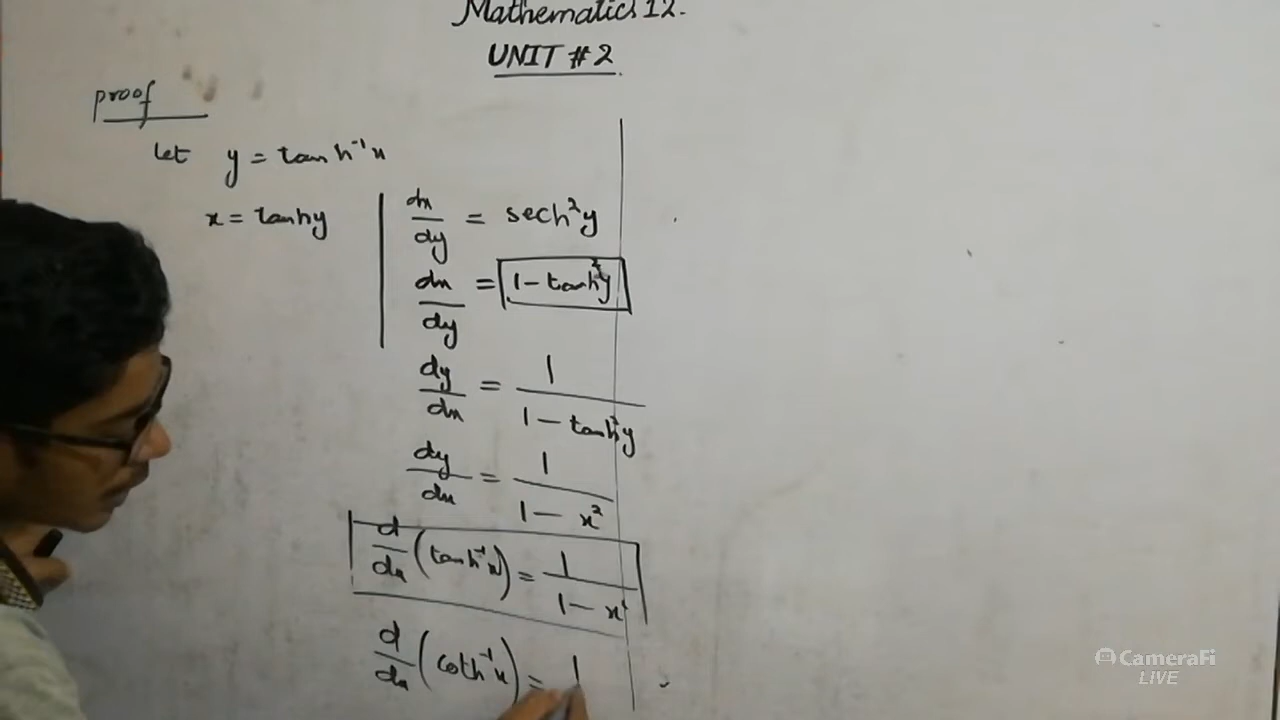 Mathematics 12.
UNIT # 2
proof
let y = tanh⁻¹x
x = tanhy
dx/dy = sech²y
dx/dy = 1 - tanh²y
dy/dx = 1/(1 - tanh²y)
dy/dx = 1/(1 - x²)
d/dx (tanh⁻¹x) = 1/(1 - x²)
d/dx (coth⁻¹x) = 1
CameraFi
LIVE